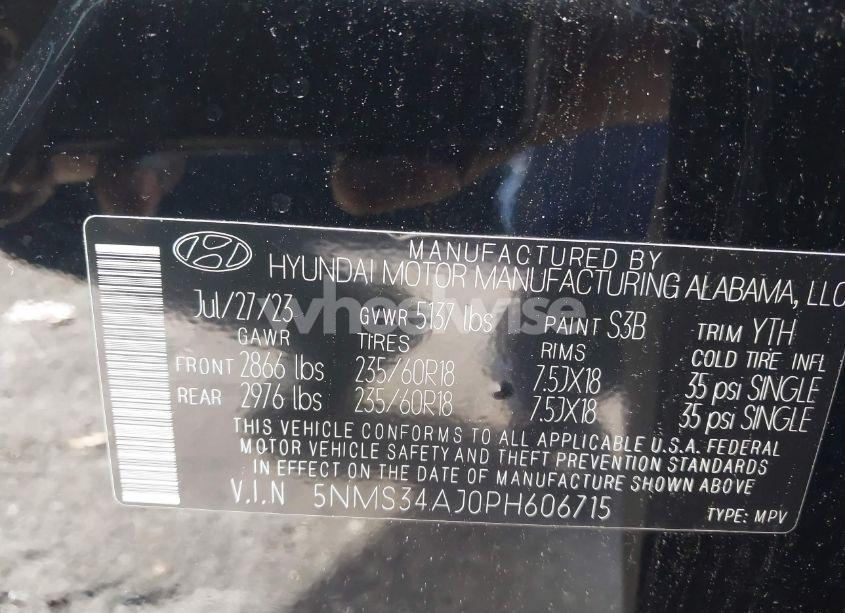 MANUFACTURED BY
HYUNDAI MOTOR MANUFACTURING ALABAMA, LLC
Jul/27/23 GVWR 5137 lbs PAINT S3B TRIM YTH
GAWR TIRES RIMS COLD TIRE INFL
FRONT 2866 lbs 235/60R18 7.5JX18 35 psi SINGLE
REAR 2976 lbs 235/60R18 7.5JX18 35 psi SINGLE
THIS VEHICLE CONFORMS TO ALL APPLICABLE U.S.A. FEDERAL
MOTOR VEHICLE SAFETY AND THEFT PREVENTION STANDARDS
IN EFFECT ON THE DATE OF MANUFACTURE SHOWN ABOVE
V.I.N 5NMS34AJ0PH606715 TYPE: MPV
whoswise